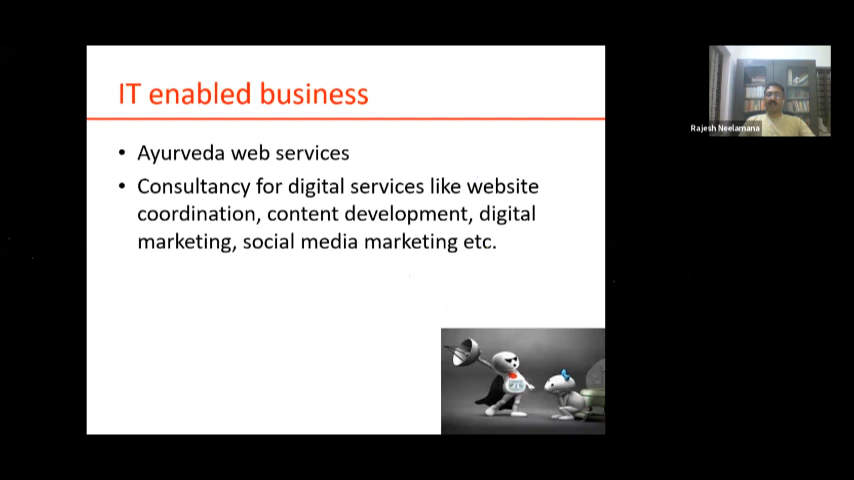 IT enabled business
• Ayurveda web services
• Consultancy for digital services like website
coordination, content development, digital
marketing, social media marketing etc.
Rajesh Neelamana